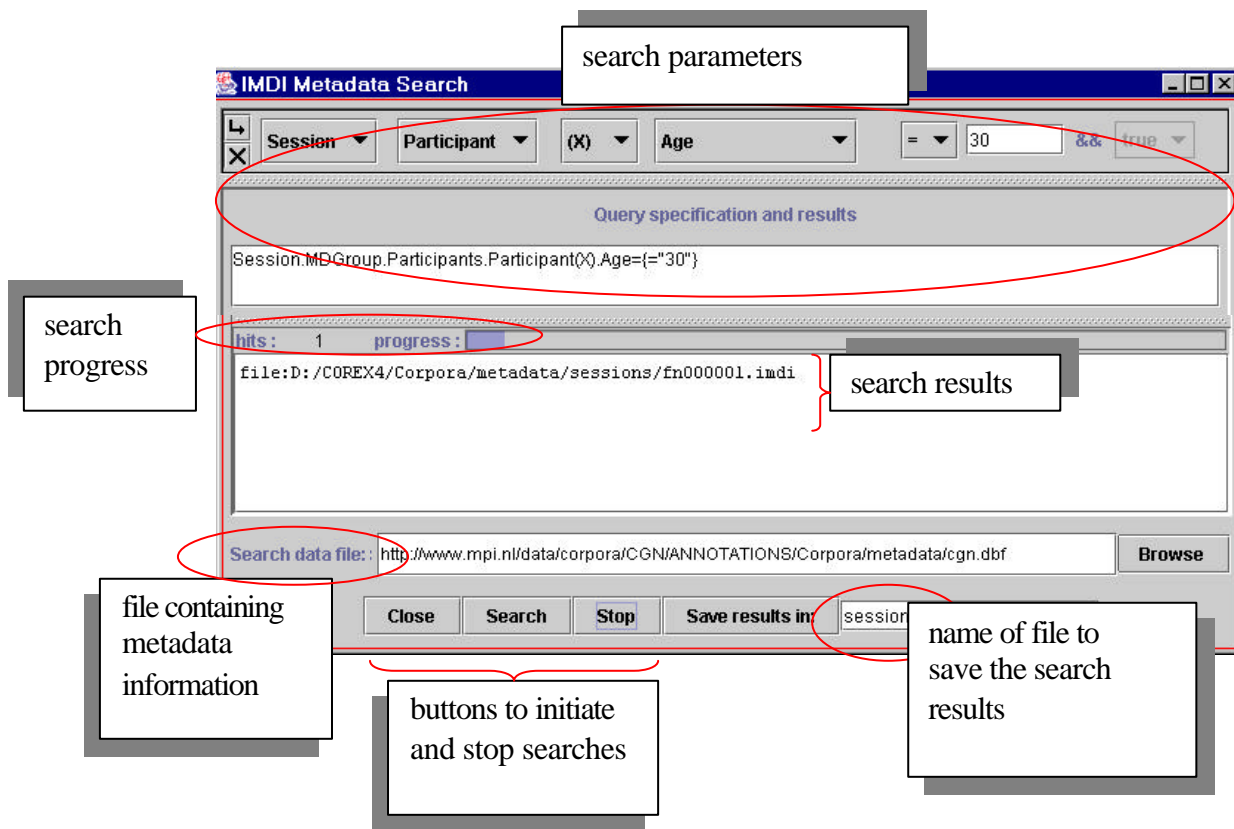 search parameters
IMDI Metadata Search
Session Participant (X) Age = 30 && true
Query specification and results
Session.MDGroup.Participants.Participant(X).Age={="30"}
search
progress
hits : 1 progress :
file:D:/COREX4/Corpora/metadata/sessions/fn000001.imdi
search results
Search data file: : http://www.mpi.nl/data/corpora/CGN/ANNOTATIONS/Corpora/metadata/cgn.dbf Browse
file containing
metadata
information
Close Search Stop Save results in: session
name of file to
save the search
results
buttons to initiate
and stop searches